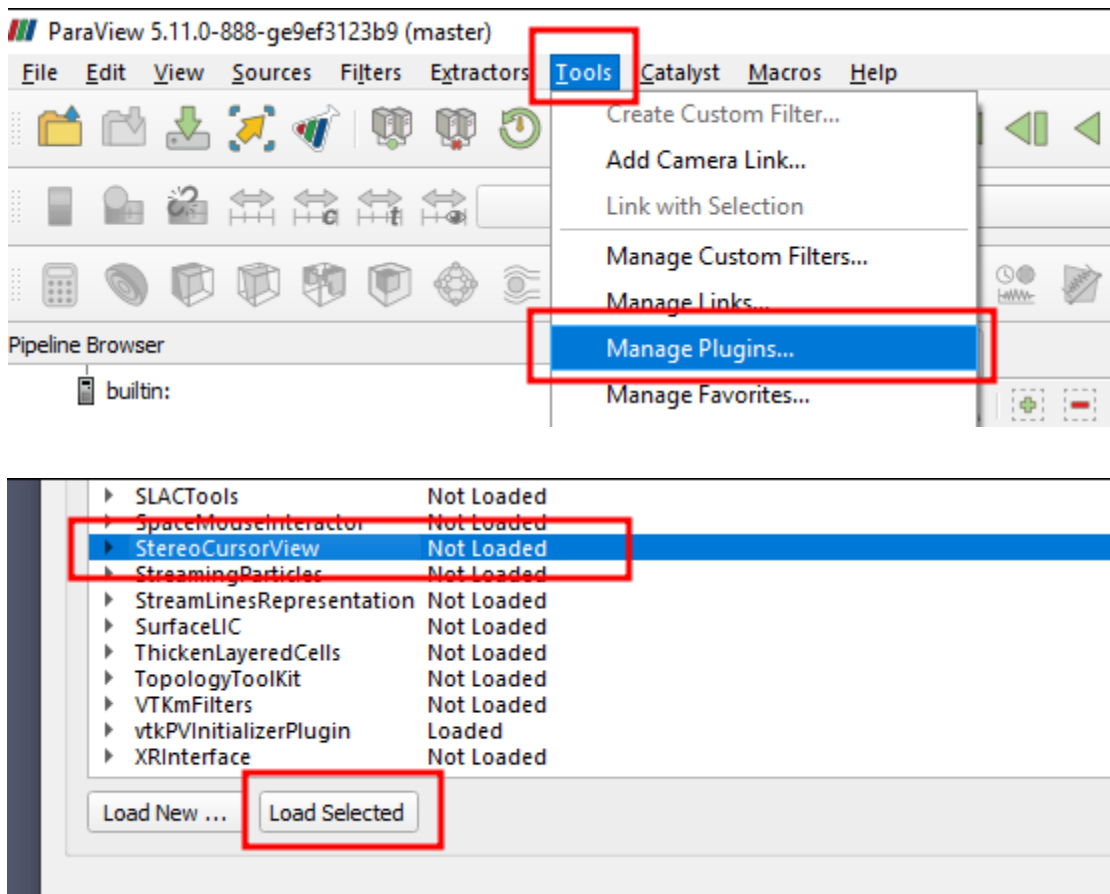 ParaView 5.11.0-888-ge9ef3123b9 (master)
File Edit View Sources Filters Extractors Tools Catalyst Macros Help
Create Custom Filter...
Add Camera Link...
Link with Selection
Manage Custom Filters...
Manage Links...
Pipeline Browser
Manage Plugins...
builtin:
Manage Favorites...
SLACTools Not Loaded
SpaceMouseInteractor Not Loaded
StereoCursorView Not Loaded
StreamingParticles Not Loaded
StreamLinesRepresentation Not Loaded
SurfaceLIC Not Loaded
ThickenLayeredCells Not Loaded
TopologyToolKit Not Loaded
VTKmFilters Not Loaded
vtkPVInitializerPlugin Loaded
XRInterface Not Loaded
Load New ... Load Selected